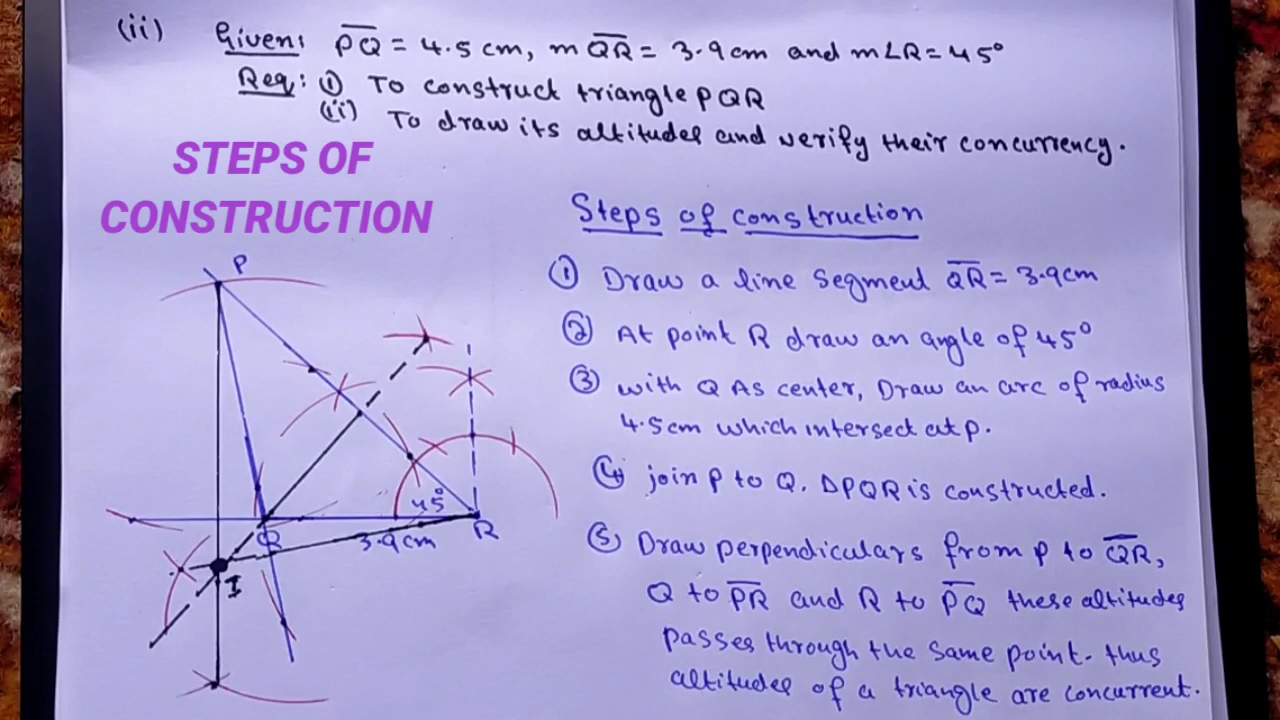 (ii) Given: PQ = 4.5 cm, m QR = 3.9 cm and m∠R = 45°
Req: ① To construct triangle PQR
(ii) To draw its altitudes and verify their concurrency.
STEPS OF
CONSTRUCTION
Steps of construction
① Draw a line segment QR = 3.9cm
② At point R draw an angle of 45°
③ with Q As center, Draw an arc of radius
4.5cm which intersect at P.
④ join P to Q. ΔPQR is constructed.
⑤ Draw perpendiculars from P to QR,
Q to PR and R to PQ these altitudes
passes through the same point. thus
altitudes of a triangle are concurrent.
P
45°
Q
3.9cm
R
I